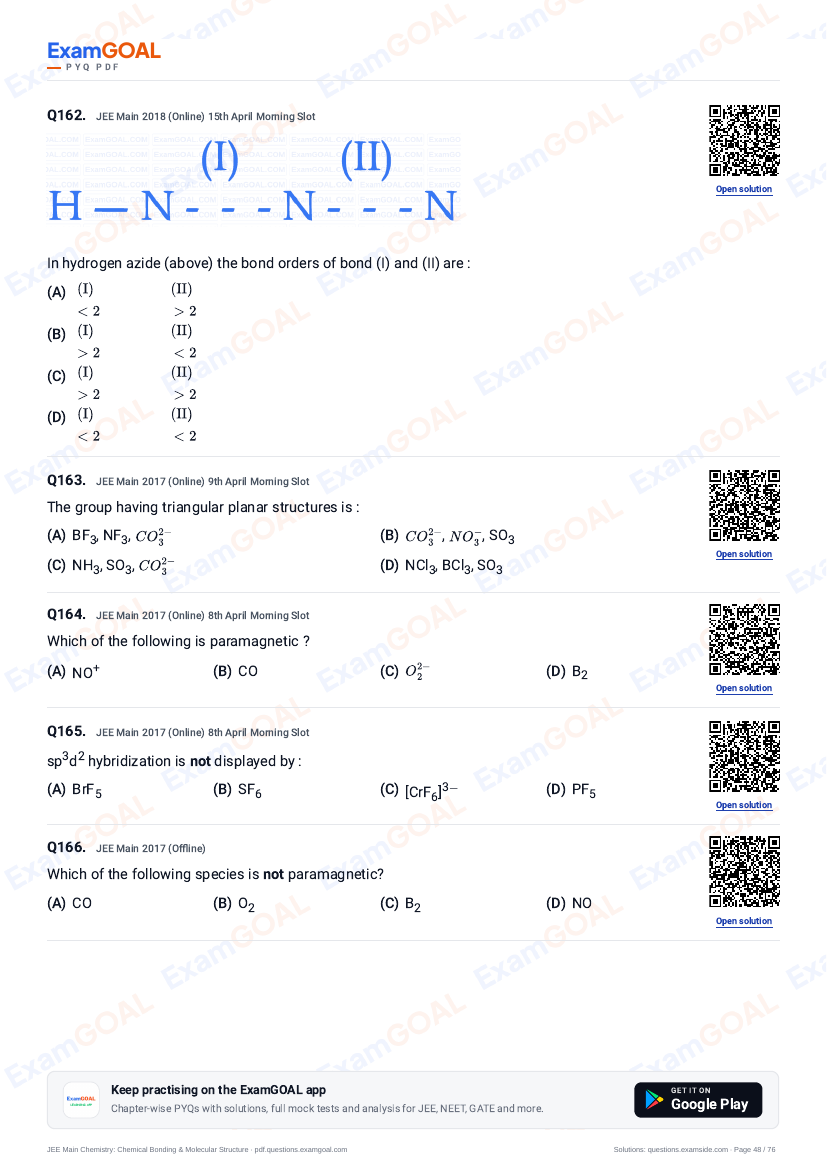 ExamGOAL
PYQ PDF
Q162. JEE Main 2018 (Online) 15th April Morning Slot
(I) (II)
H — N - - - N - - - N
Open solution
In hydrogen azide (above) the bond orders of bond (I) and (II) are :
(A) (I) (II)
< 2 > 2
(B) (I) (II)
> 2 < 2
(C) (I) (II)
> 2 > 2
(D) (I) (II)
< 2 < 2
Q163. JEE Main 2017 (Online) 9th April Morning Slot
The group having triangular planar structures is :
(A) BF₃, NF₃, CO₃²⁻ (B) CO₃²⁻, NO₃⁻, SO₃
(C) NH₃, SO₃, CO₃²⁻ (D) NCl₃, BCl₃, SO₃
Open solution
Q164. JEE Main 2017 (Online) 8th April Morning Slot
Which of the following is paramagnetic ?
(A) NO⁺ (B) CO (C) O₂²⁻ (D) B₂
Open solution
Q165. JEE Main 2017 (Online) 8th April Morning Slot
sp³d² hybridization is not displayed by :
(A) BrF₅ (B) SF₆ (C) [CrF₆]³⁻ (D) PF₅
Open solution
Q166. JEE Main 2017 (Offline)
Which of the following species is not paramagnetic?
(A) CO (B) O₂ (C) B₂ (D) NO
Open solution
ExamGOAL
Keep practising on the ExamGOAL app
Chapter-wise PYQs with solutions, full mock tests and analysis for JEE, NEET, GATE and more.
GET IT ON
Google Play
JEE Main Chemistry: Chemical Bonding & Molecular Structure · pdf.questions.examgoal.com
Solutions: questions.examside.com · Page 48 / 76